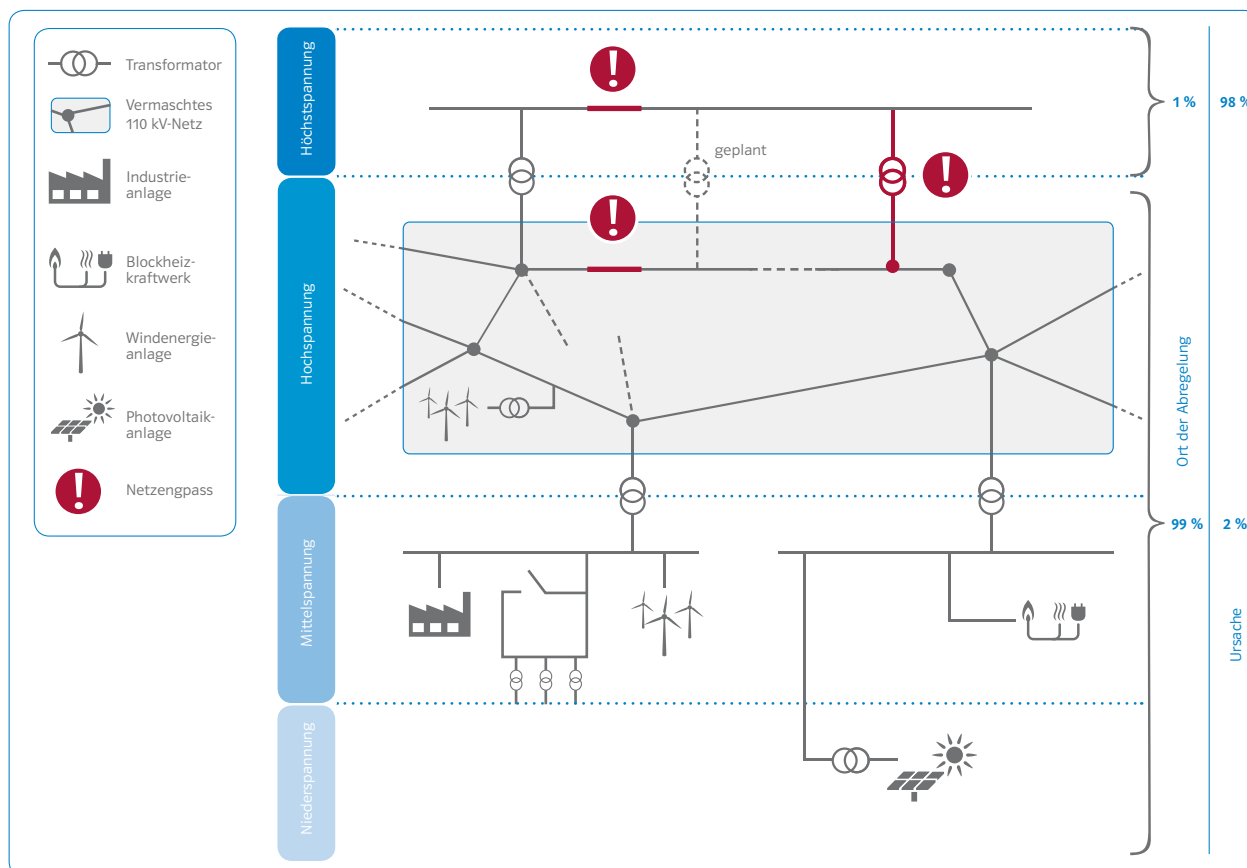 Transformator
Vermaschtes
110 kV-Netz
Industrie-
anlage
Blockheiz-
kraftwerk
Windenergie-
anlage
Photovoltaik-
anlage
Netzengpass
Höchstspannung
Hochspannung
Mittelspannung
Niederspannung
geplant
1 %
98 %
99 %
2 %
Ort der Abregelung
Ursache